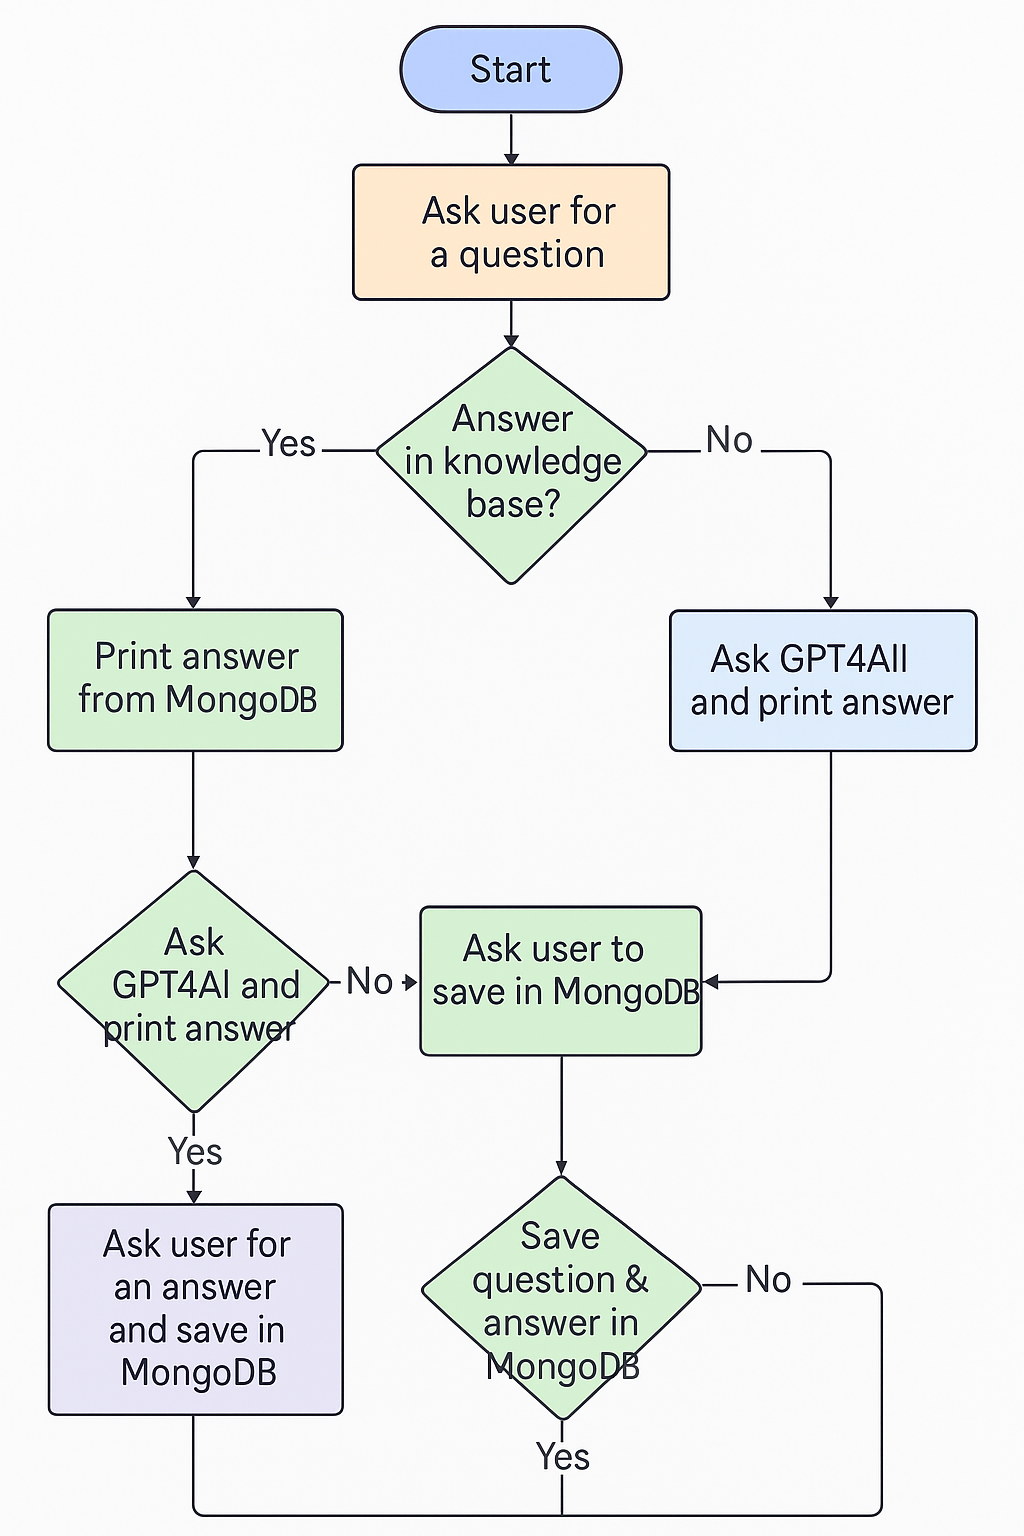 Start
Ask user for
a question
Answer
in knowledge
base?
Yes
No
Print answer
from MongoDB
Ask GPT4All
and print answer
Ask
GPT4Al and
print answer
No
Ask user to
save in MongoDB
Yes
Ask user for
an answer
and save in
MongoDB
Save
question &
answer in
MongoDB
No
Yes